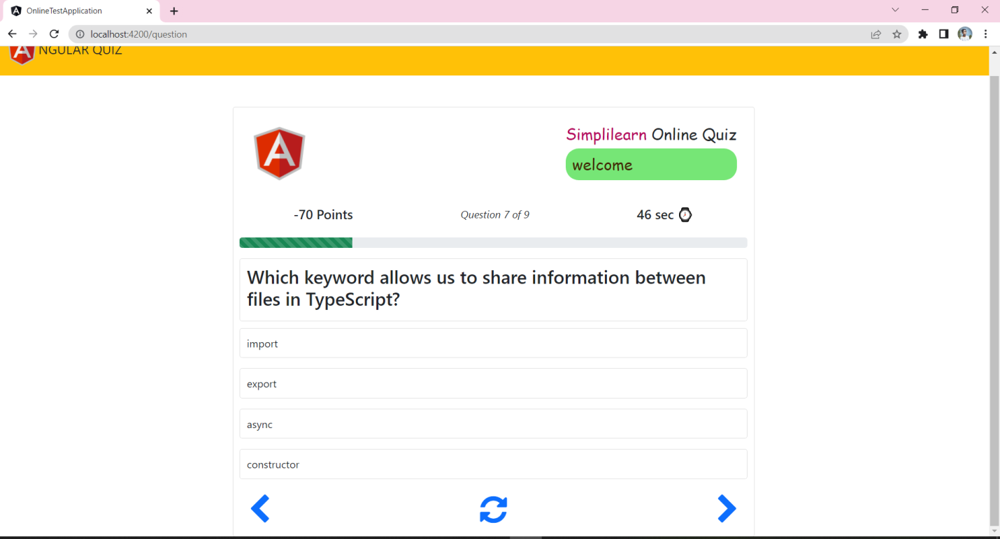 OnlineTestApplication
localhost:4200/question
NGULAR QUIZ
Simplilearn Online Quiz
welcome
-70 Points
Question 7 of 9
46 sec
Which keyword allows us to share information between
files in TypeScript?
import
export
async
constructor